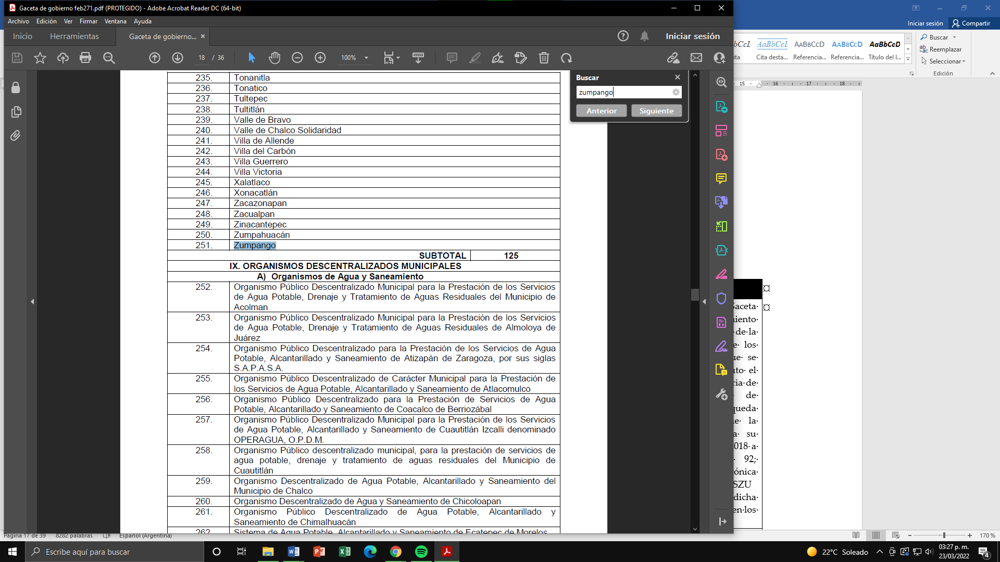 Gaceta de gobierno feb271.pdf (PROTEGIDO) - Adobe Acrobat Reader DC (64-bit)
Archivo Edición Ver Firmar Ventana Ayuda
Inicio Herramientas Gaceta de gobierno... × Iniciar sesión
18 / 36 100%
Buscar
zumpango
Anterior Siguiente
235. Tonanitla
236. Tonatico
237. Tultepec
238. Tultitlán
239. Valle de Bravo
240. Valle de Chalco Solidaridad
241. Villa de Allende
242. Villa del Carbón
243. Villa Guerrero
244. Villa Victoria
245. Xalatlaco
246. Xonacatlán
247. Zacazonapan
248. Zacualpan
249. Zinacantepec
250. Zumpahuacán
251. Zumpango
SUBTOTAL 125
IX. ORGANISMOS DESCENTRALIZADOS MUNICIPALES
A) Organismos de Agua y Saneamiento
252. Organismo Público Descentralizado Municipal para la Prestación de los Servicios
de Agua Potable, Drenaje y Tratamiento de Aguas Residuales del Municipio de
Acolman
253. Organismo Público Descentralizado Municipal para la Prestación de los Servicios
de Agua Potable, Drenaje y Tratamiento de Aguas Residuales de Almoloya de
Juárez
254. Organismo Público Descentralizado para la Prestación de los Servicios de Agua
Potable, Alcantarillado y Saneamiento de Atizapán de Zaragoza, por sus siglas
S.A.P.A.S.A.
255. Organismo Público Descentralizado de Carácter Municipal para la Prestación de
los Servicios de Agua Potable, Alcantarillado y Saneamiento de Atlacomulco
256. Organismo Público Descentralizado para la Prestación de Servicios de Agua
Potable, Alcantarillado y Saneamiento de Coacalco de Berriozábal
257. Organismo Público Descentralizado Municipal para la Prestación de los Servicios
de Agua Potable, Alcantarillado y Saneamiento de Cuautitlán Izcalli denominado
OPERAGUA, O.P.D.M.
258. Organismo Público descentralizado municipal, para la prestación de servicios de
agua potable, drenaje y tratamiento de aguas residuales del Municipio de
Cuautitlán
259. Organismo Descentralizado de Agua Potable, Alcantarillado y Saneamiento del
Municipio de Chalco
260. Organismo Descentralizado de Agua y Saneamiento de Chicoloapan
261. Organismo Público Descentralizado de Agua Potable, Alcantarillado y
Saneamiento de Chimalhuacán
262. Sistema de Agua Potable, Alcantarillado y Saneamiento de Ecatepec de Morelos
Iniciar sesión Compartir
AaBbCcD AABBCCD AABBCCD AaBbCcD
Cita desta... Referencia... Referencia... Título del l...
Buscar
Reemplazar
Seleccionar
Edición
15 16 17 18
Gaceta
de la
los
se
el
de
de
la
su
2018 a
92;
SZU
dicha
en los
Página 17 de 39 8282 palabras Español (Argentina) 170 %
Escribe aquí para buscar
22°C Soleado
03:27 p. m.
23/03/2022
4